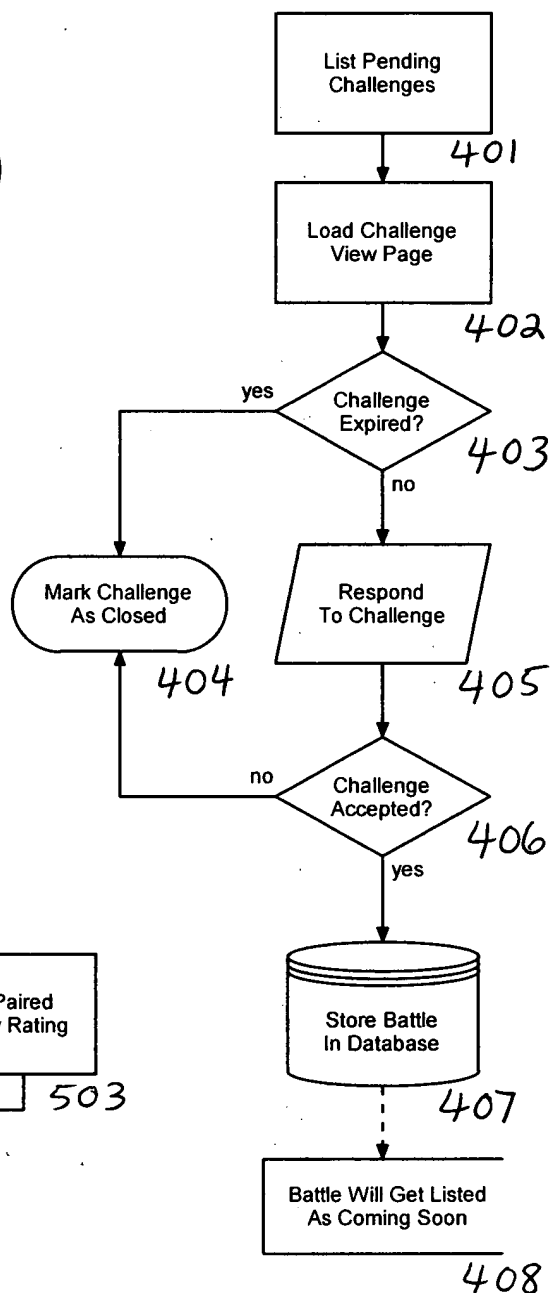 List Pending
Challenges
401
Load Challenge
View Page
402
yes
Challenge
Expired?
403
no
Mark Challenge
As Closed
404
Respond
To Challenge
405
no
Challenge
Accepted?
406
yes
Paired
Rating
503
Store Battle
In Database
407
Battle Will Get Listed
As Coming Soon
408